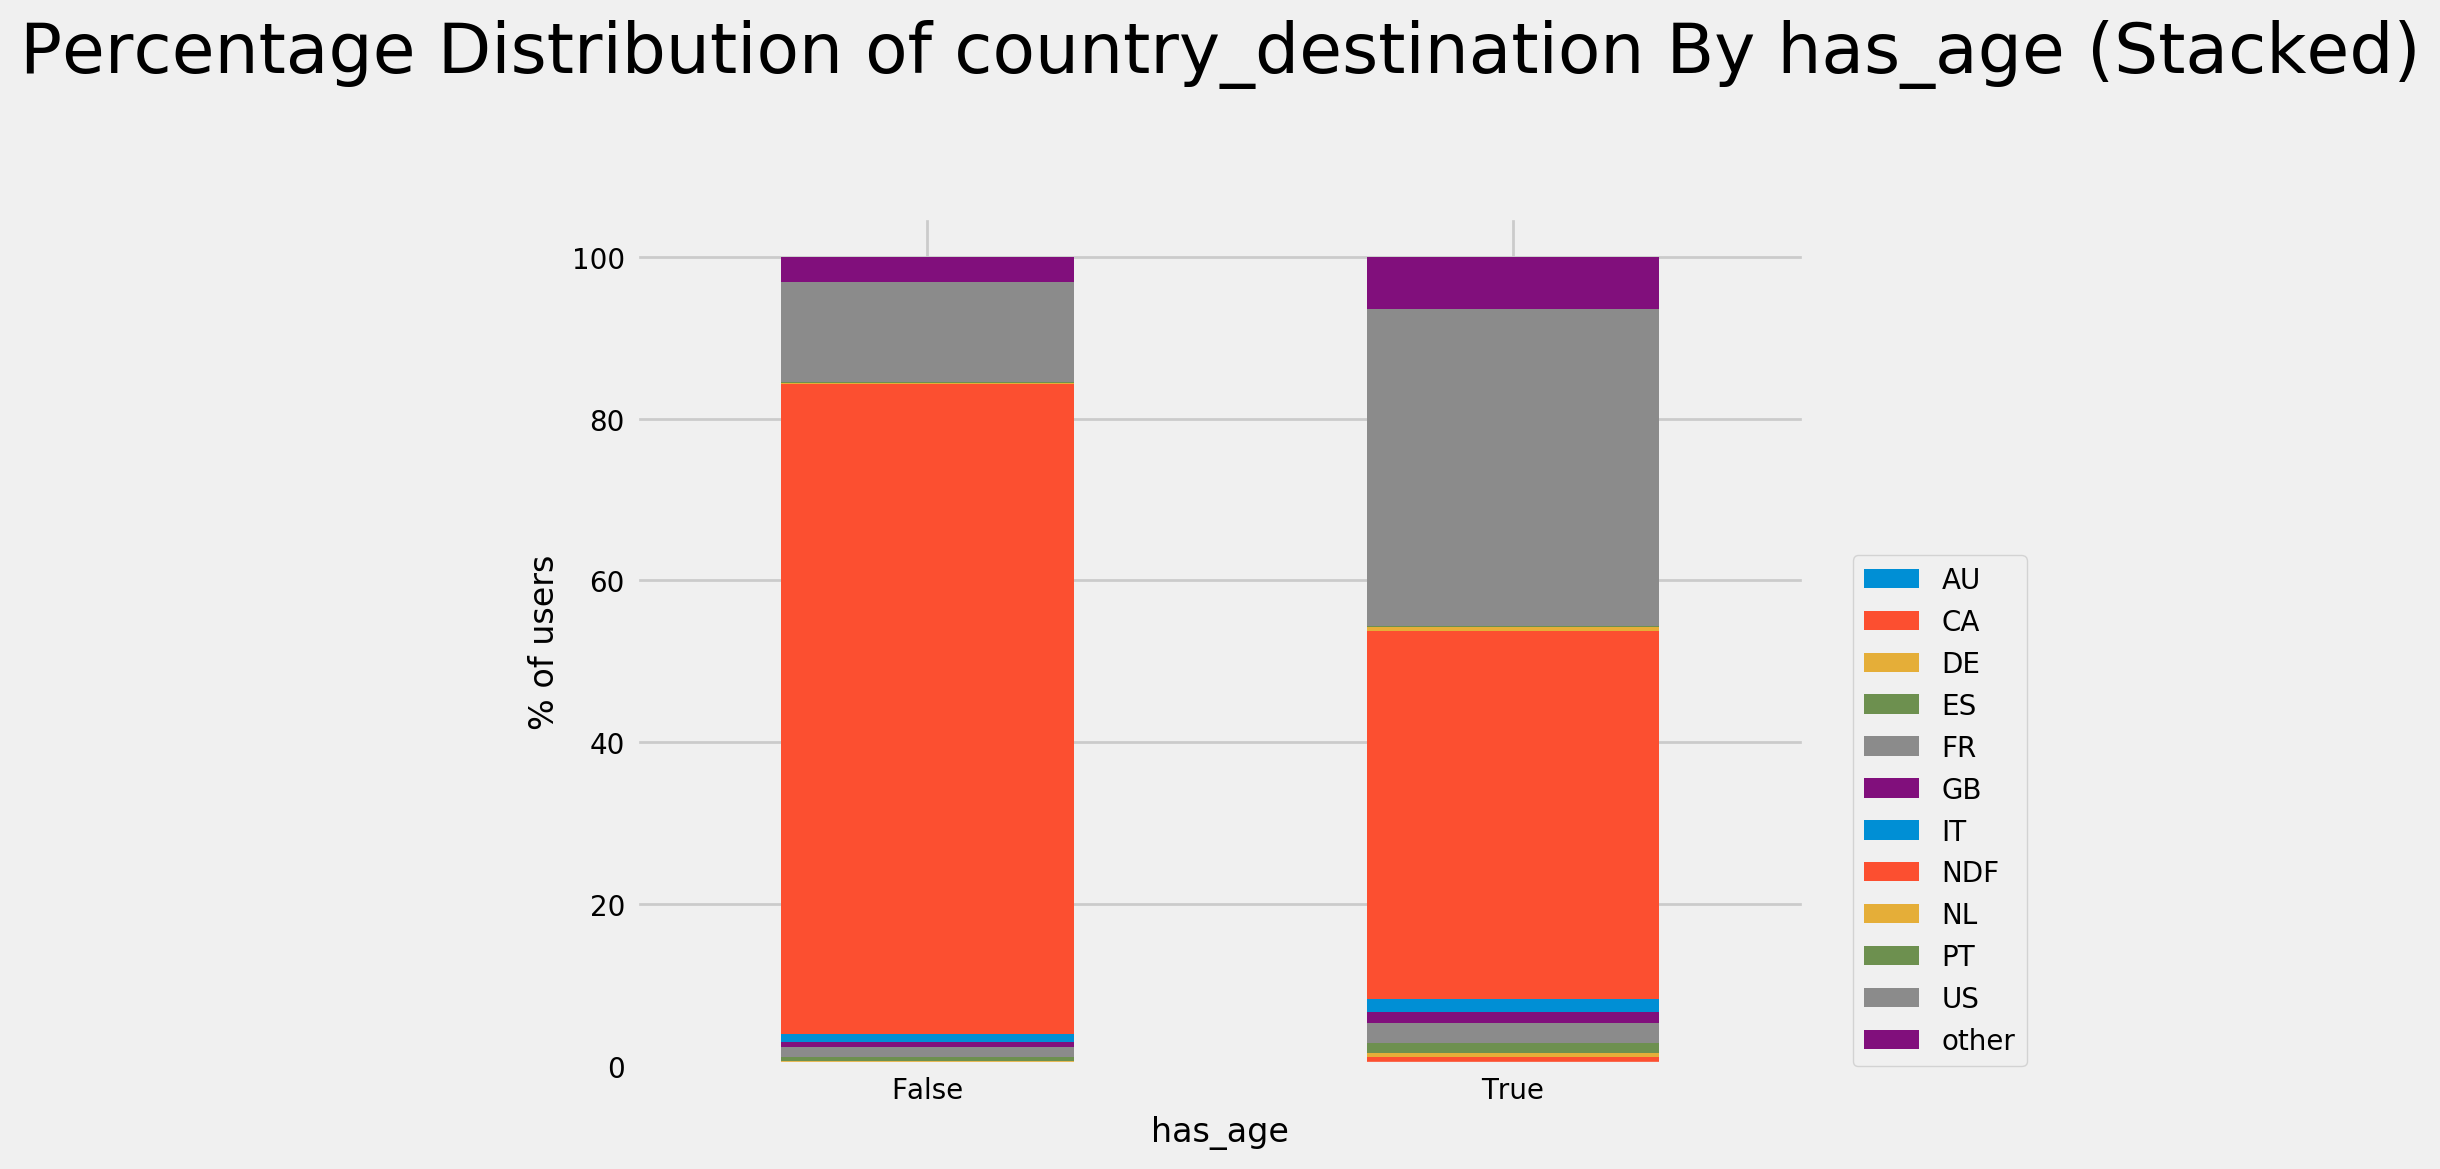 Percentage Distribution of country_destination By has_age (Stacked)
100
80
60
40
20
0
% of users
False
True
has_age
AU
CA
DE
ES
FR
GB
IT
NDF
NL
PT
US
other